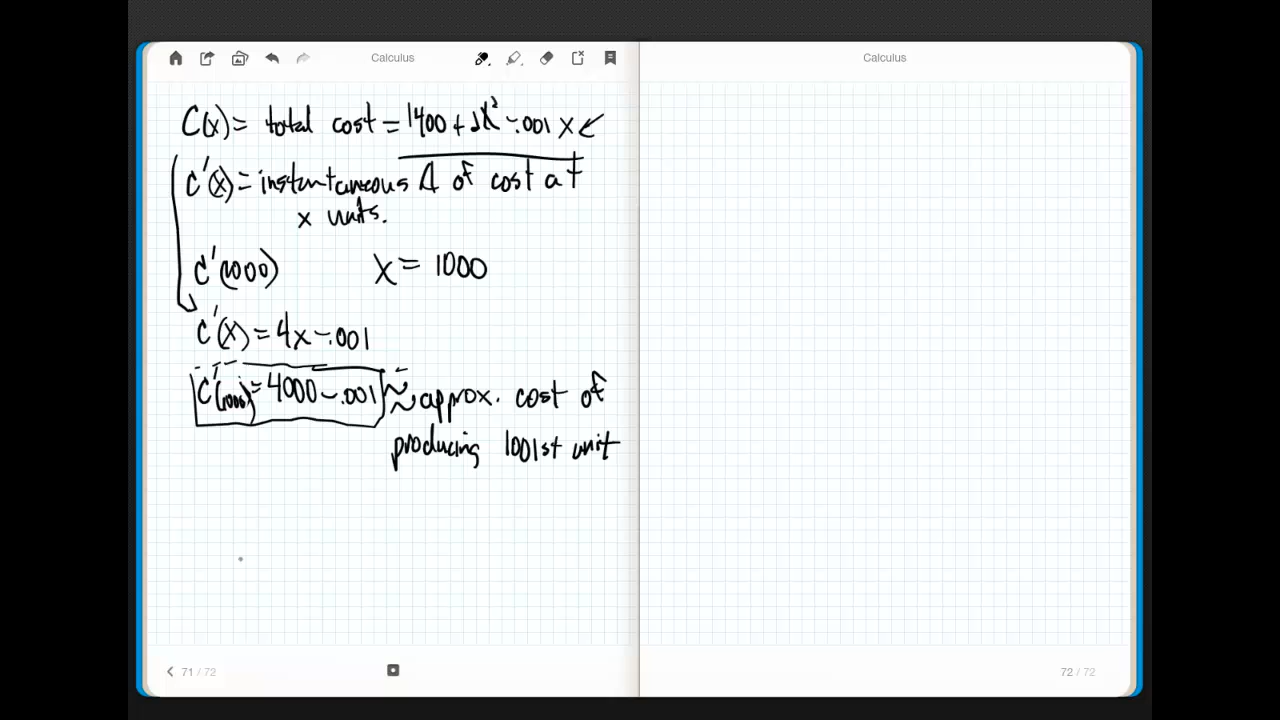 Calculus
Calculus
C(x) = total cost = 1400 + 2x² - .001x
C'(x) = instantaneous Δ of cost at
x units.
C'(1000) x = 1000
C'(x) = 4x - .001
C'(1000) = 4000 - .001 ≈ approx. cost of
producing 1001st unit
71 / 72
72 / 72